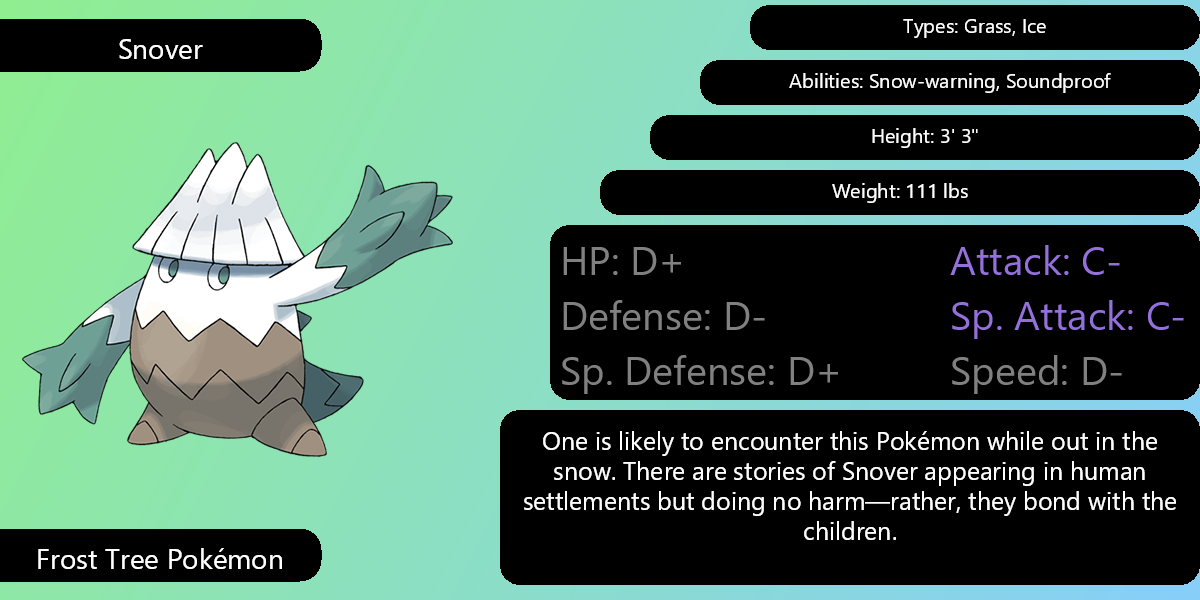 Snover
Types: Grass, Ice
Abilities: Snow-warning, Soundproof
Height: 3' 3"
Weight: 111 lbs
HP: D+
Attack: C-
Defense: D-
Sp. Attack: C-
Sp. Defense: D+
Speed: D-
One is likely to encounter this Pokémon while out in the
snow. There are stories of Snover appearing in human
settlements but doing no harm—rather, they bond with the
children.
Frost Tree Pokémon